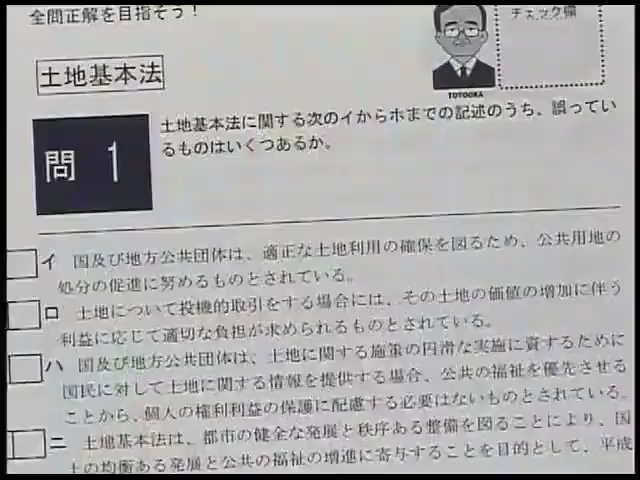 全問正解を目指そう！
チェック欄
土地基本法
TOTOOKA
問 1
土地基本法に関する次のイからホまでの記述のうち、誤ってい
るものはいくつあるか。
イ 国及び地方公共団体は、適正な土地利用の確保を図るため、公共用地の
処分の促進に努めるものとされている。
ロ 土地について投機的取引をする場合には、その土地の価値の増加に伴う
利益に応じて適切な負担が求められるものとされている。
ハ 国及び地方公共団体は、土地に関する施策の円滑な実施に資するために
国民に対して土地に関する情報を提供する場合、公共の福祉を優先させる
ことから、個人の権利利益の保護に配慮する必要はないものとされている。
ニ 土地基本法は、都市の健全な発展と秩序ある整備を図ることにより、国
土の均衡ある発展と公共の福祉の増進に寄与することを目的として、平成